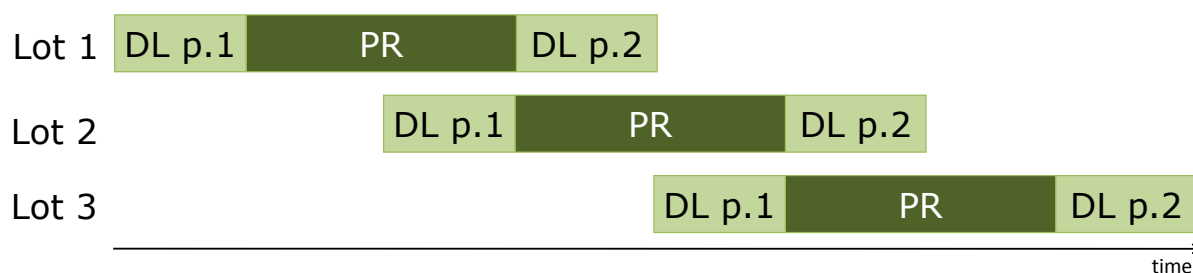 Lot 1 DL p.1 PR DL p.2
Lot 2 DL p.1 PR DL p.2
Lot 3 DL p.1 PR DL p.2
time